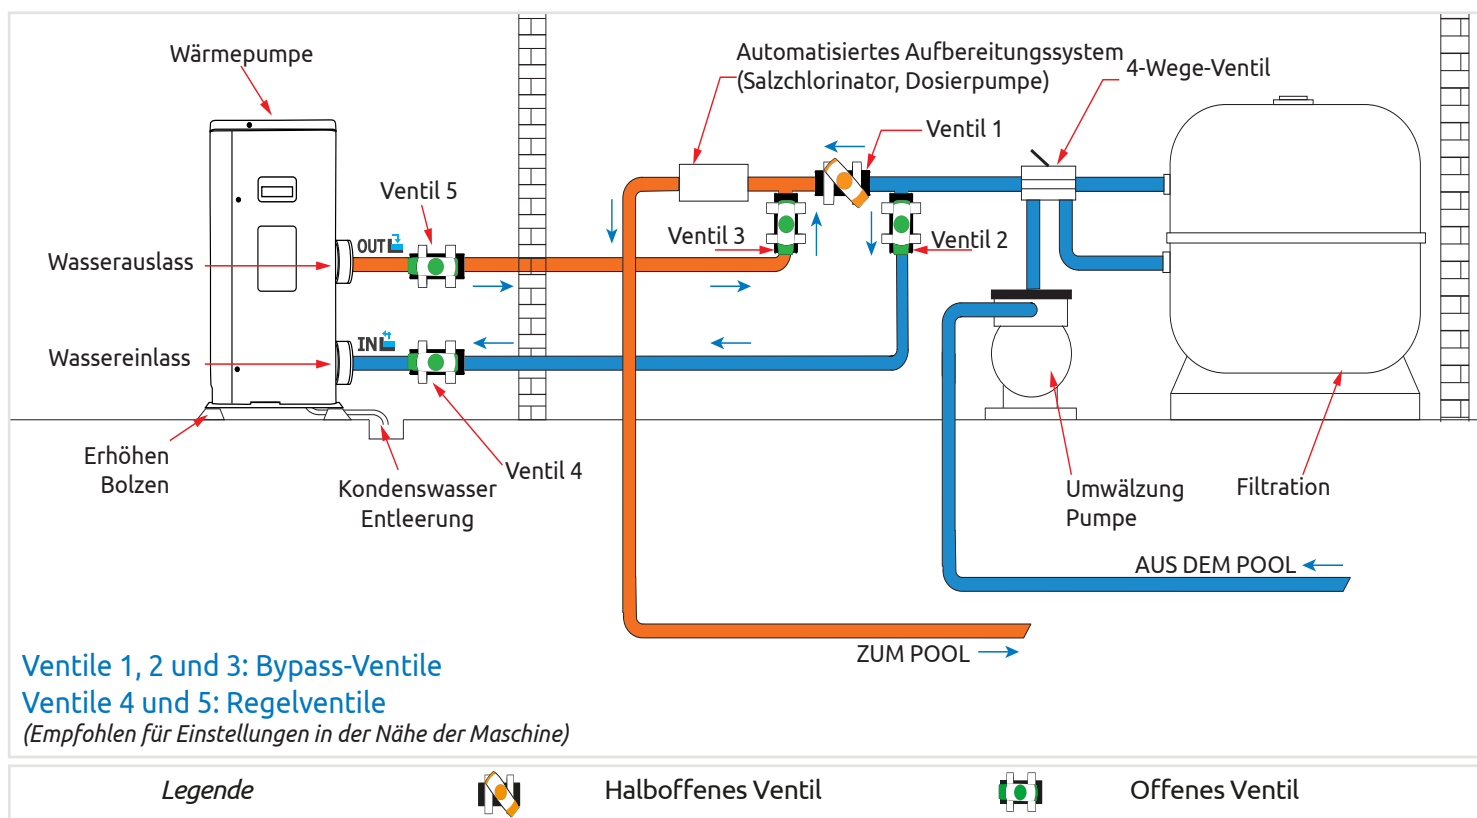 Wärmepumpe
Automatisiertes Aufbereitungssystem
(Salzchlorinator, Dosierpumpe)
4-Wege-Ventil
Ventil 1
Ventil 5
Ventil 3
Ventil 2
OUT
Wasserauslass
IN
Wassereinlass
Erhöhen
Bolzen
Kondenswasser
Entleerung
Ventil 4
Umwälzung
Pumpe
Filtration
AUS DEM POOL
ZUM POOL
Ventile 1, 2 und 3: Bypass-Ventile
Ventile 4 und 5: Regelventile
(Empfohlen für Einstellungen in der Nähe der Maschine)
Legende
Halboffenes Ventil
Offenes Ventil